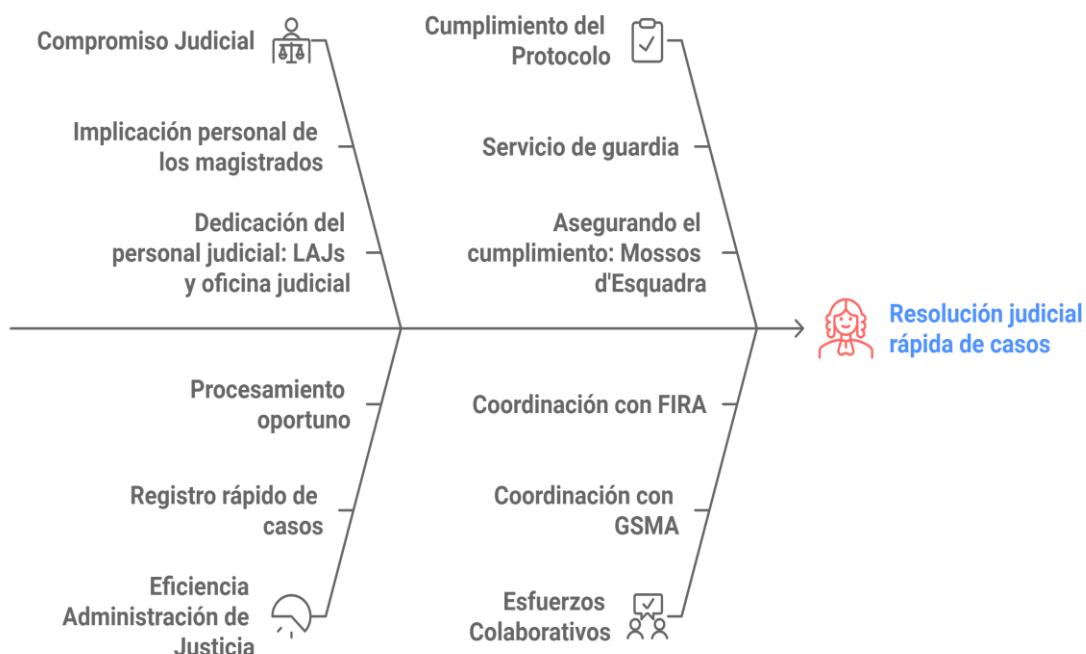 Compromiso Judicial
Implicación personal de
los magistrados
Dedicación del
personal judicial: LAJs
y oficina judicial
Cumplimiento del
Protocolo
Servicio de guardia
Asegurando el
cumplimiento: Mossos
d'Esquadra
Resolución judicial
rápida de casos
Procesamiento
oportuno
Registro rápido de
casos
Eficiencia
Administración de
Justicia
Coordinación con FIRA
Coordinación con
GSMA
Esfuerzos
Colaborativos